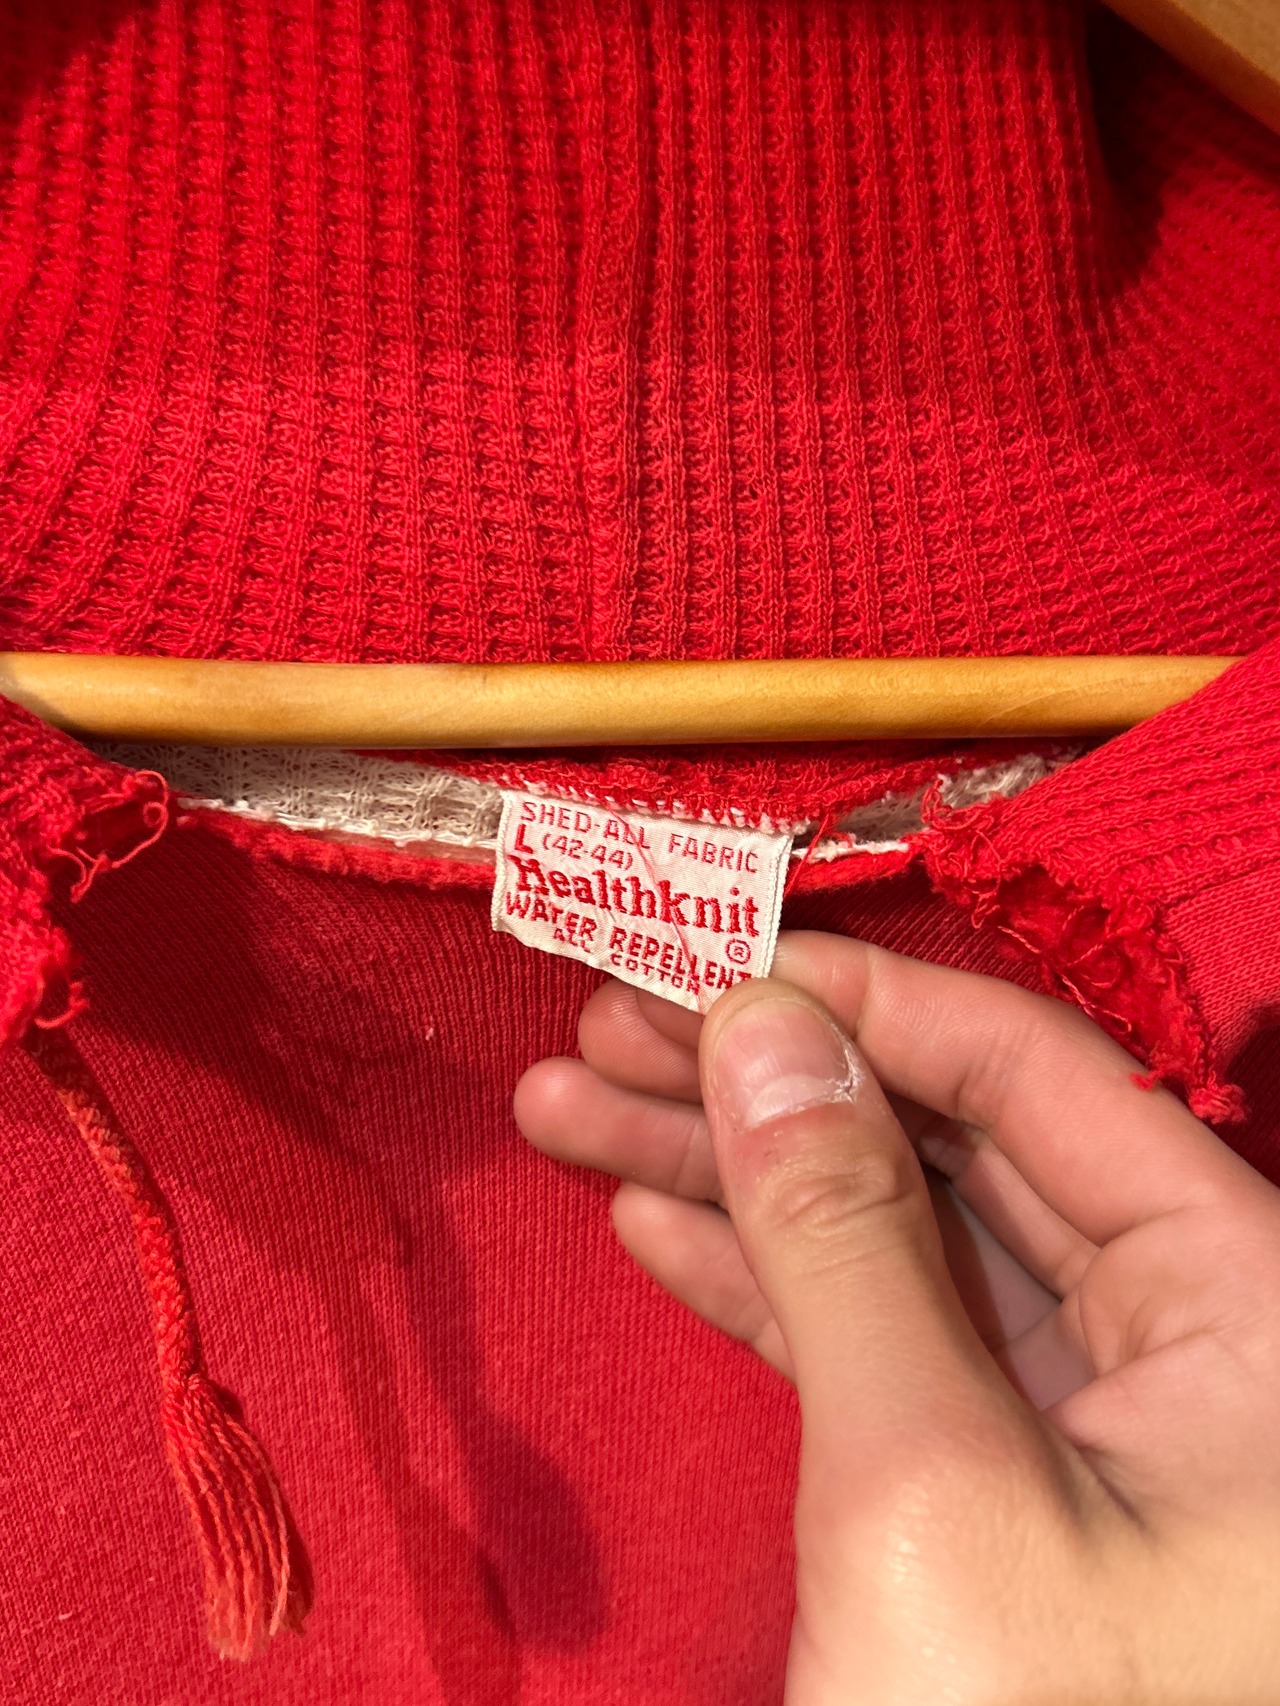 SHED-ALL FABRIC
L (42-44)
Healthknit
WATER REPELLENT ®
ALL COTTON